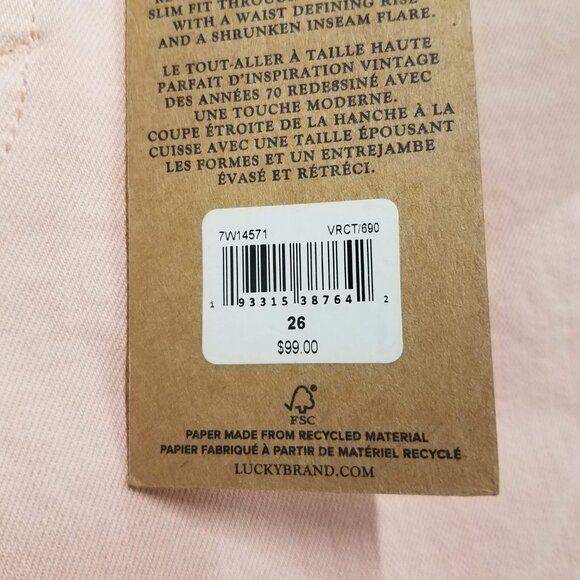 SLIM FIT THROUGH
WITH A WAIST DEFINING RISE
AND A SHRUNKEN INSEAM FLARE.
LE TOUT-ALLER À TAILLE HAUTE
PARFAIT D'INSPIRATION VINTAGE
DES ANNÉES 70 REDESSINÉ AVEC
UNE TOUCHE MODERNE.
COUPE ÉTROITE DE LA HANCHE À LA
CUISSE AVEC UNE TAILLE ÉPOUSANT
LES FORMES ET UN ENTREJAMBE
ÉVASÉ ET RÉTRÉCI.
7W14571 VRCT/690
1 93315 38764 2
26
$99.00
FSC
PAPER MADE FROM RECYCLED MATERIAL
PAPIER FABRIQUÉ À PARTIR DE MATÉRIEL RECYCLÉ
LUCKYBRAND.COM